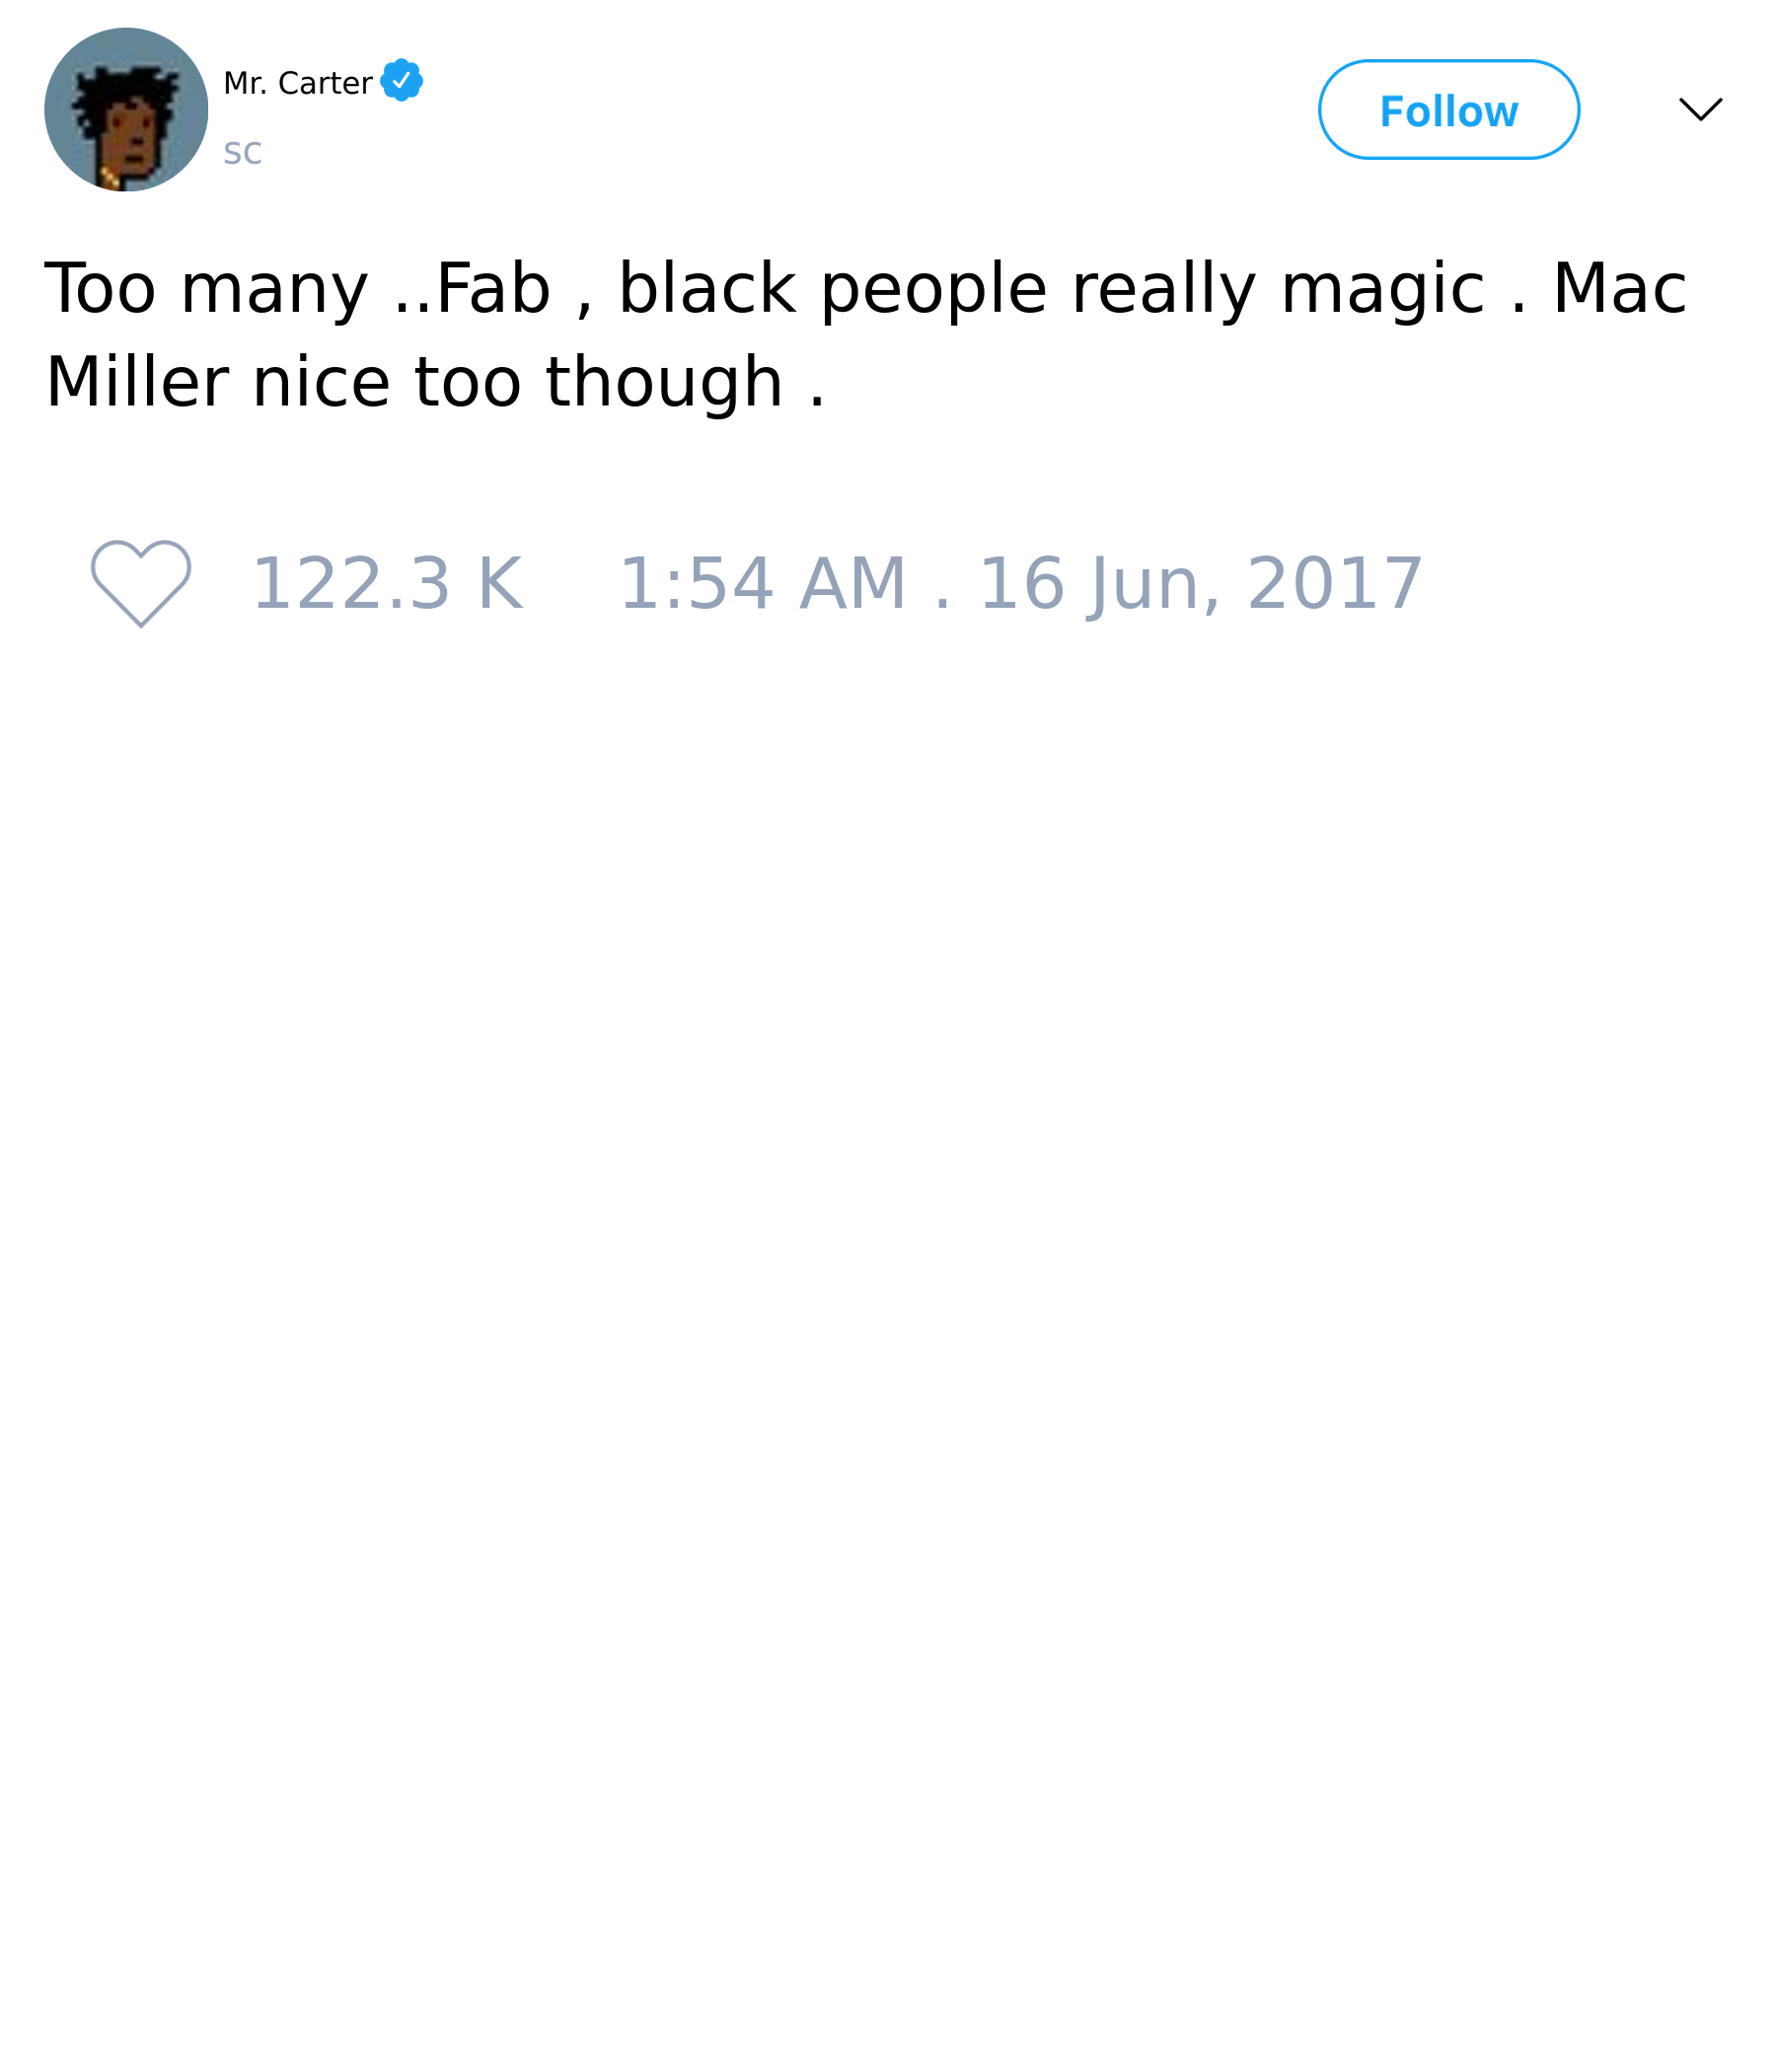 Mr. Carter
sc
Follow
Too many ..Fab , black people really magic . Mac
Miller nice too though .
122.3 K 1:54 AM . 16 Jun, 2017